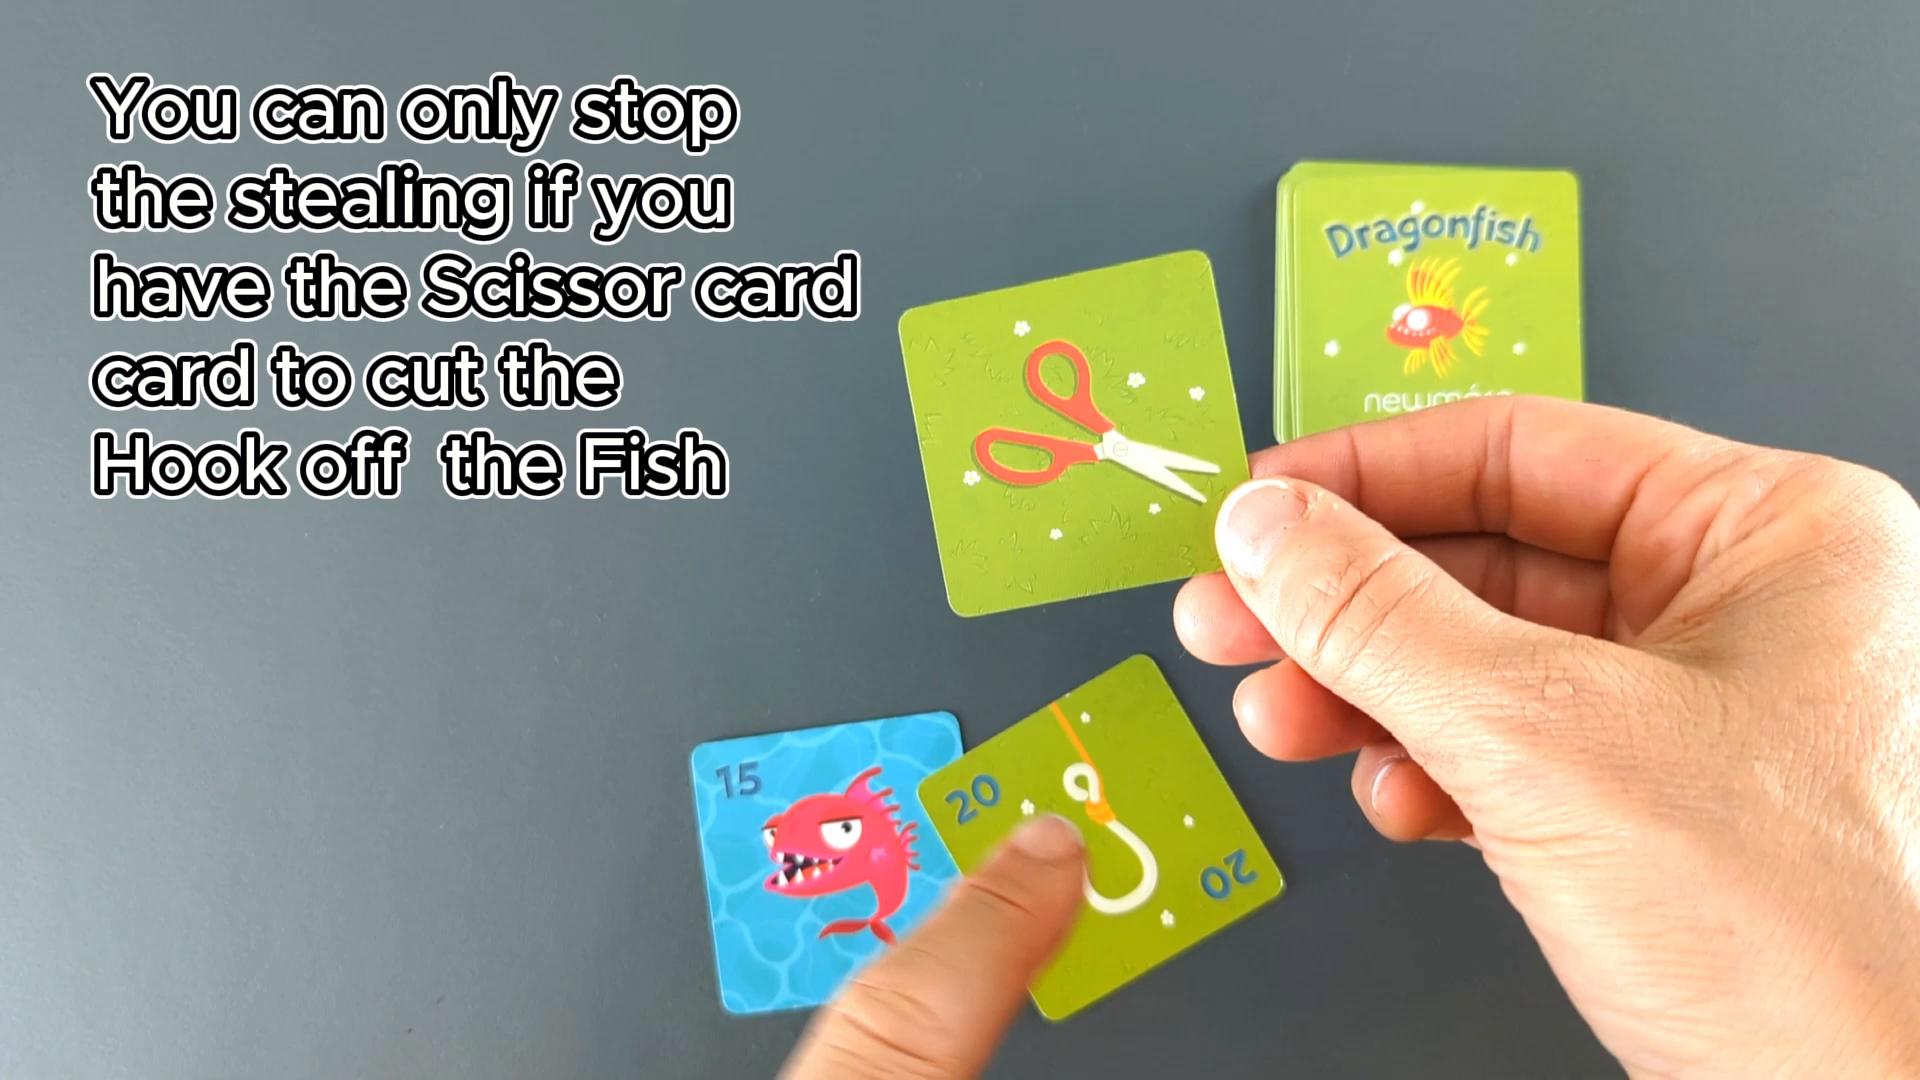 You can only stop
the stealing if you
have the Scissor card
card to cut the
Hook off  the Fish
Dragonfish
15
20
20